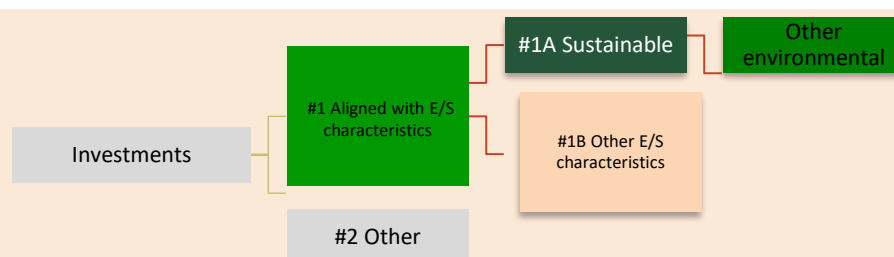 Investments
#1 Aligned with E/S
characteristics
#2 Other
#1A Sustainable
#1B Other E/S
characteristics
Other
environmental